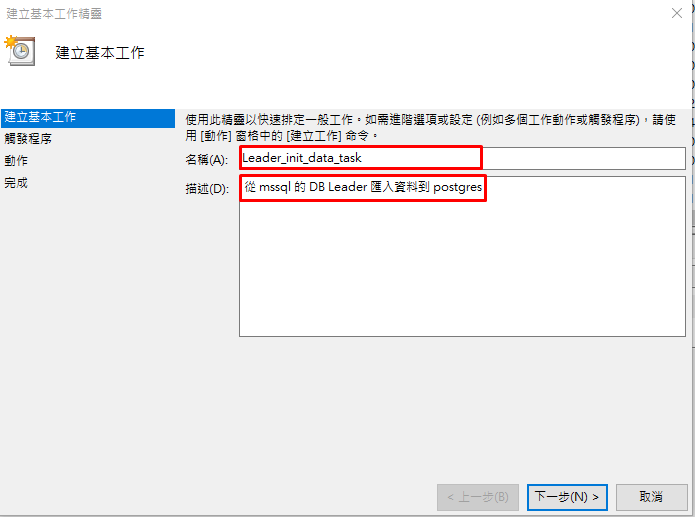 建立基本工作精靈
建立基本工作
建立基本工作
觸發程序
動作
完成
使用此精靈以快速排定一般工作。如需進階選項或設定 (例如多個工作動作或觸發程序)，請使
用 [動作] 窗格中的 [建立工作] 命令。
名稱(A):
Leader_init_data_task
描述(D):
從 mssql 的 DB Leader 匯入資料到 postgres
< 上一步(B)
下一步(N) >
取消